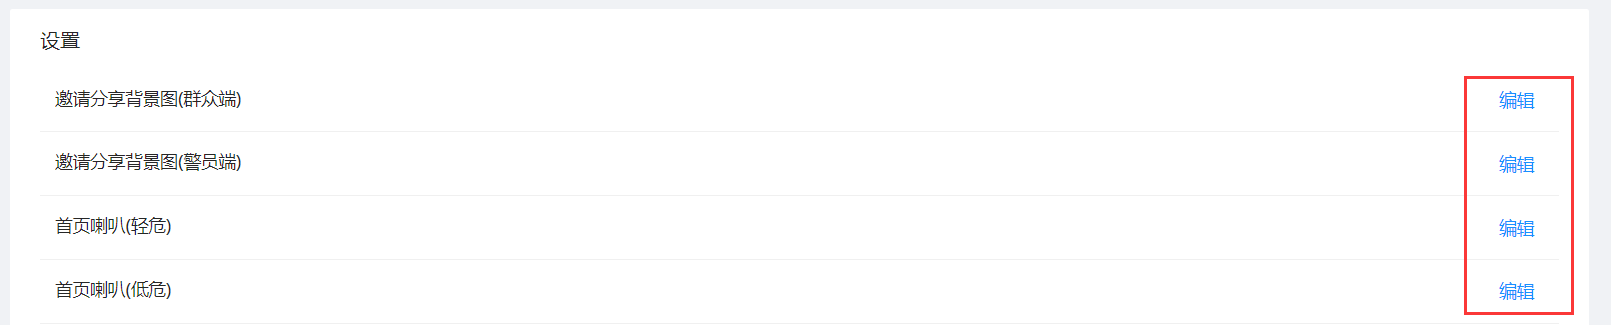 设置
邀请分享背景图(群众端) 编辑
邀请分享背景图(警员端) 编辑
首页喇叭(轻危) 编辑
首页喇叭(低危) 编辑